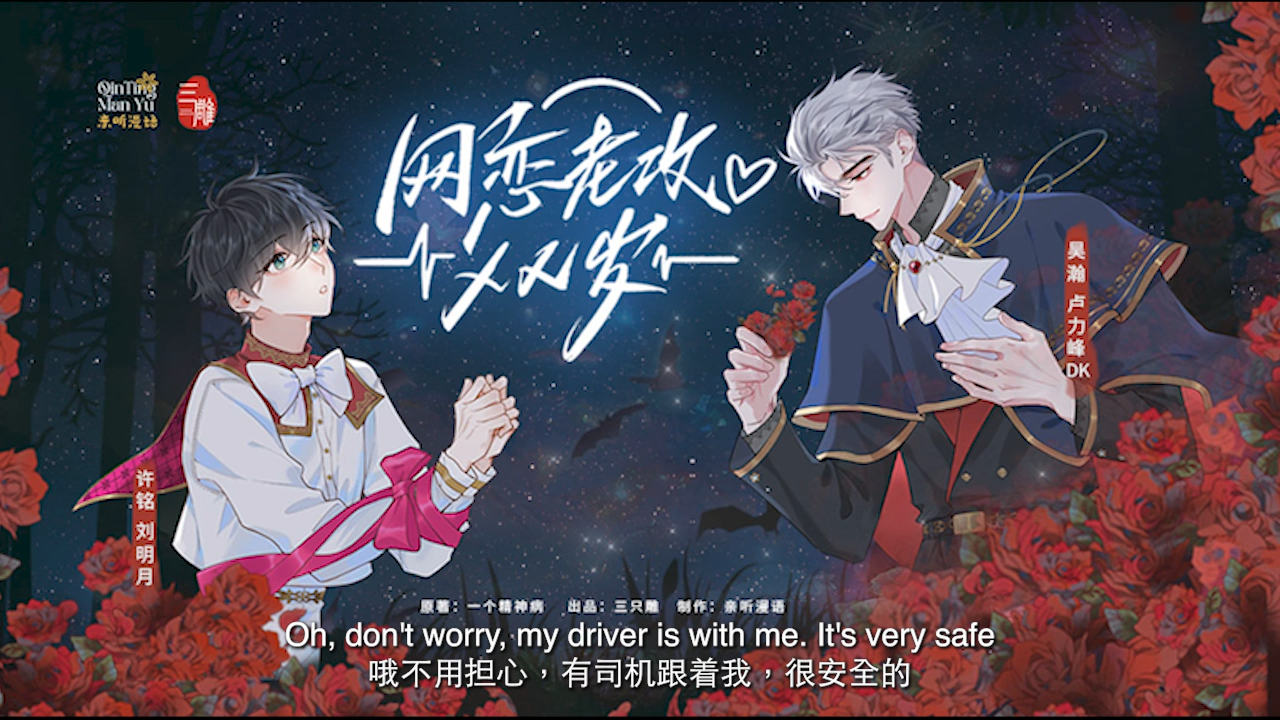 QinTing
Man Yu
亲听漫语
三雕
网恋老攻
岁
昊瀚 卢力峰DK
许铭 刘明月
原著：一个精神病 出品：三只雕 制作：亲听漫语
Oh, don't worry, my driver is with me. It's very safe
哦不用担心，有司机跟着我，很安全的